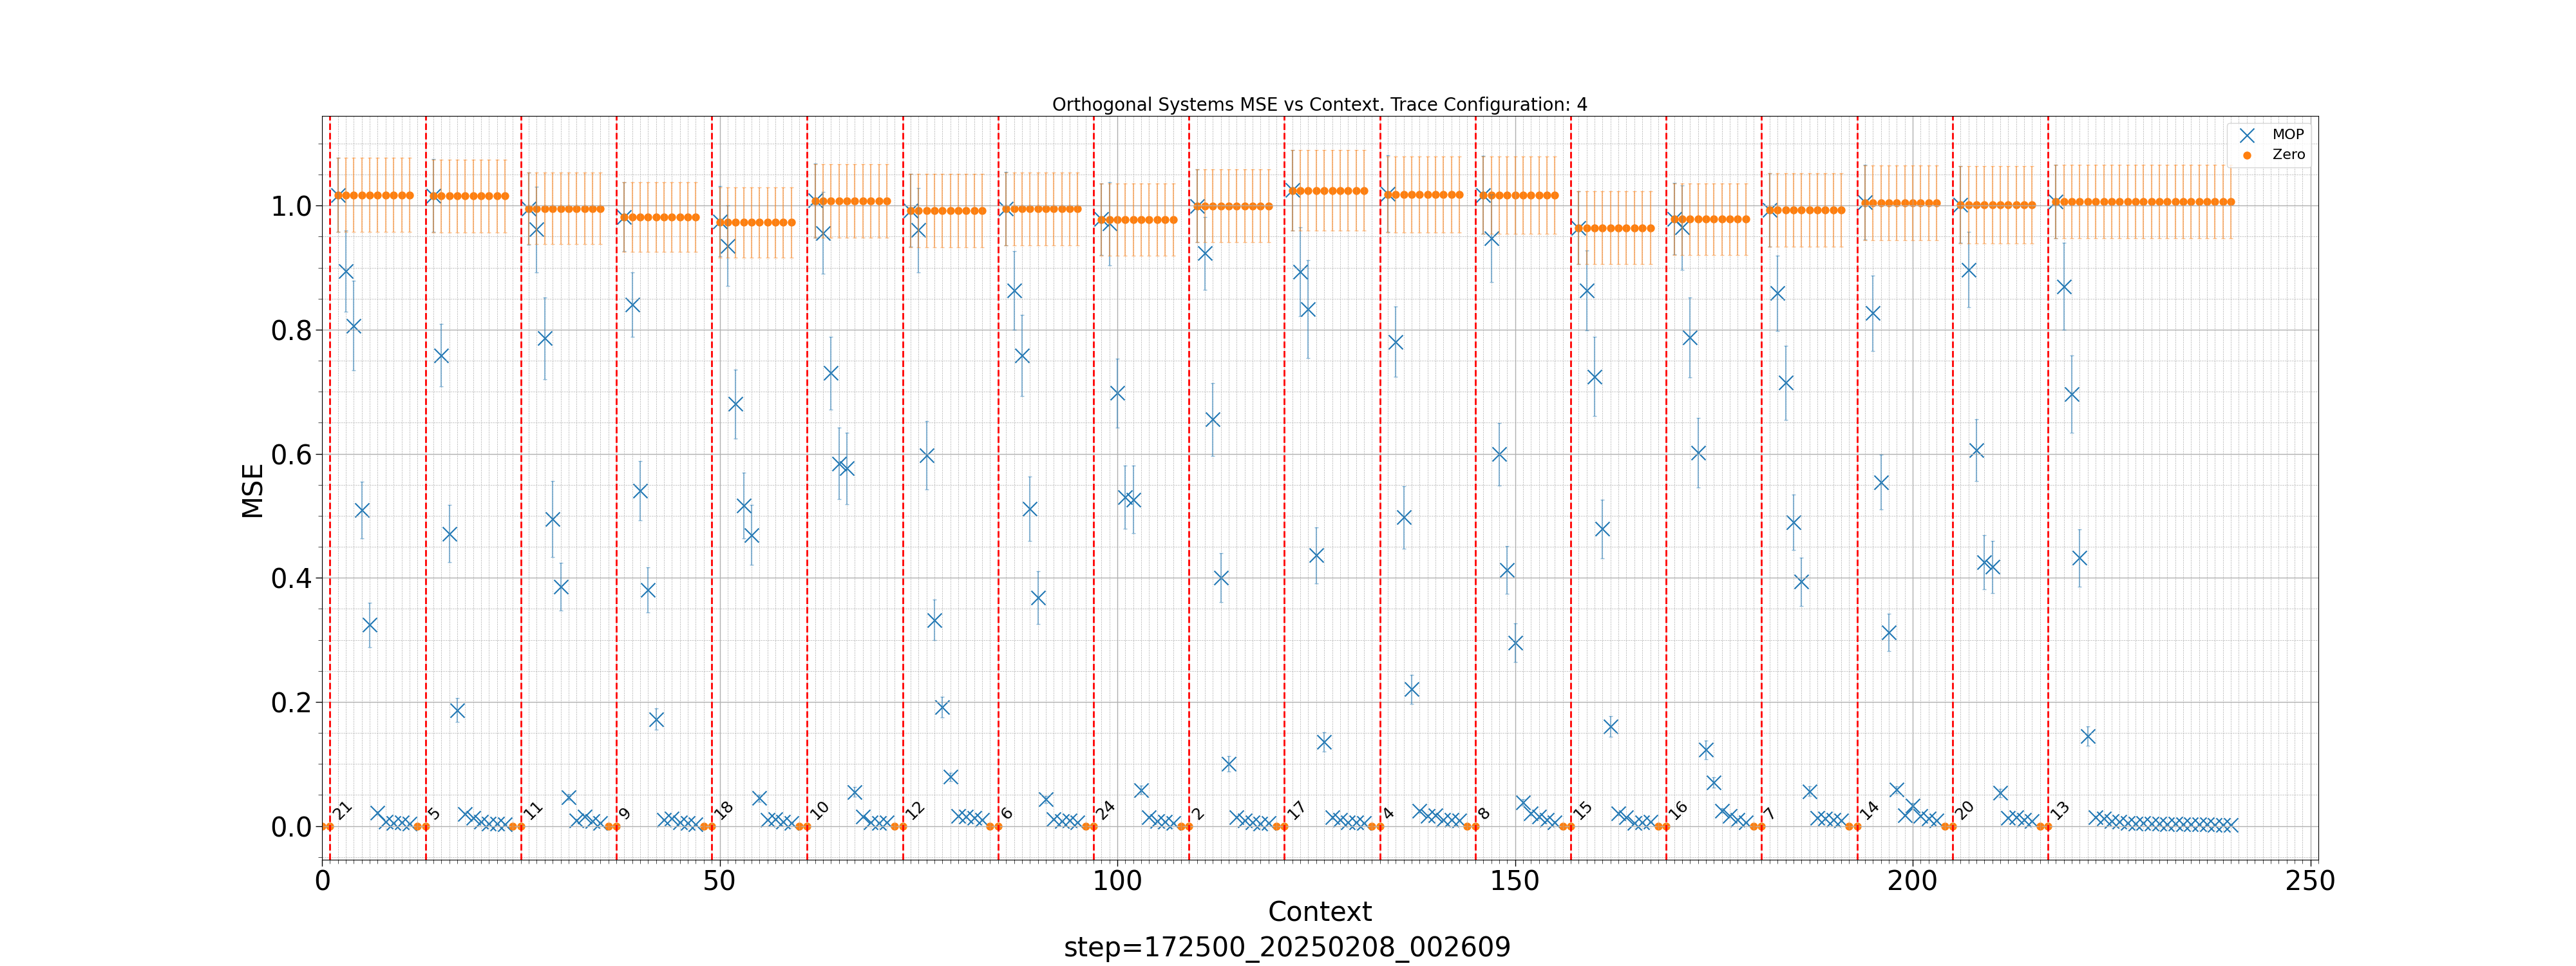 Orthogonal Systems MSE vs Context. Trace Configuration: 4
MOP
Zero
MSE
1.0
0.8
0.6
0.4
0.2
0.0
21 5 11 9 18 10 12 6 24 2 17 4 8 15 16 7 14 20 13
0 50 100 150 200 250
Context
step=172500_20250208_002609